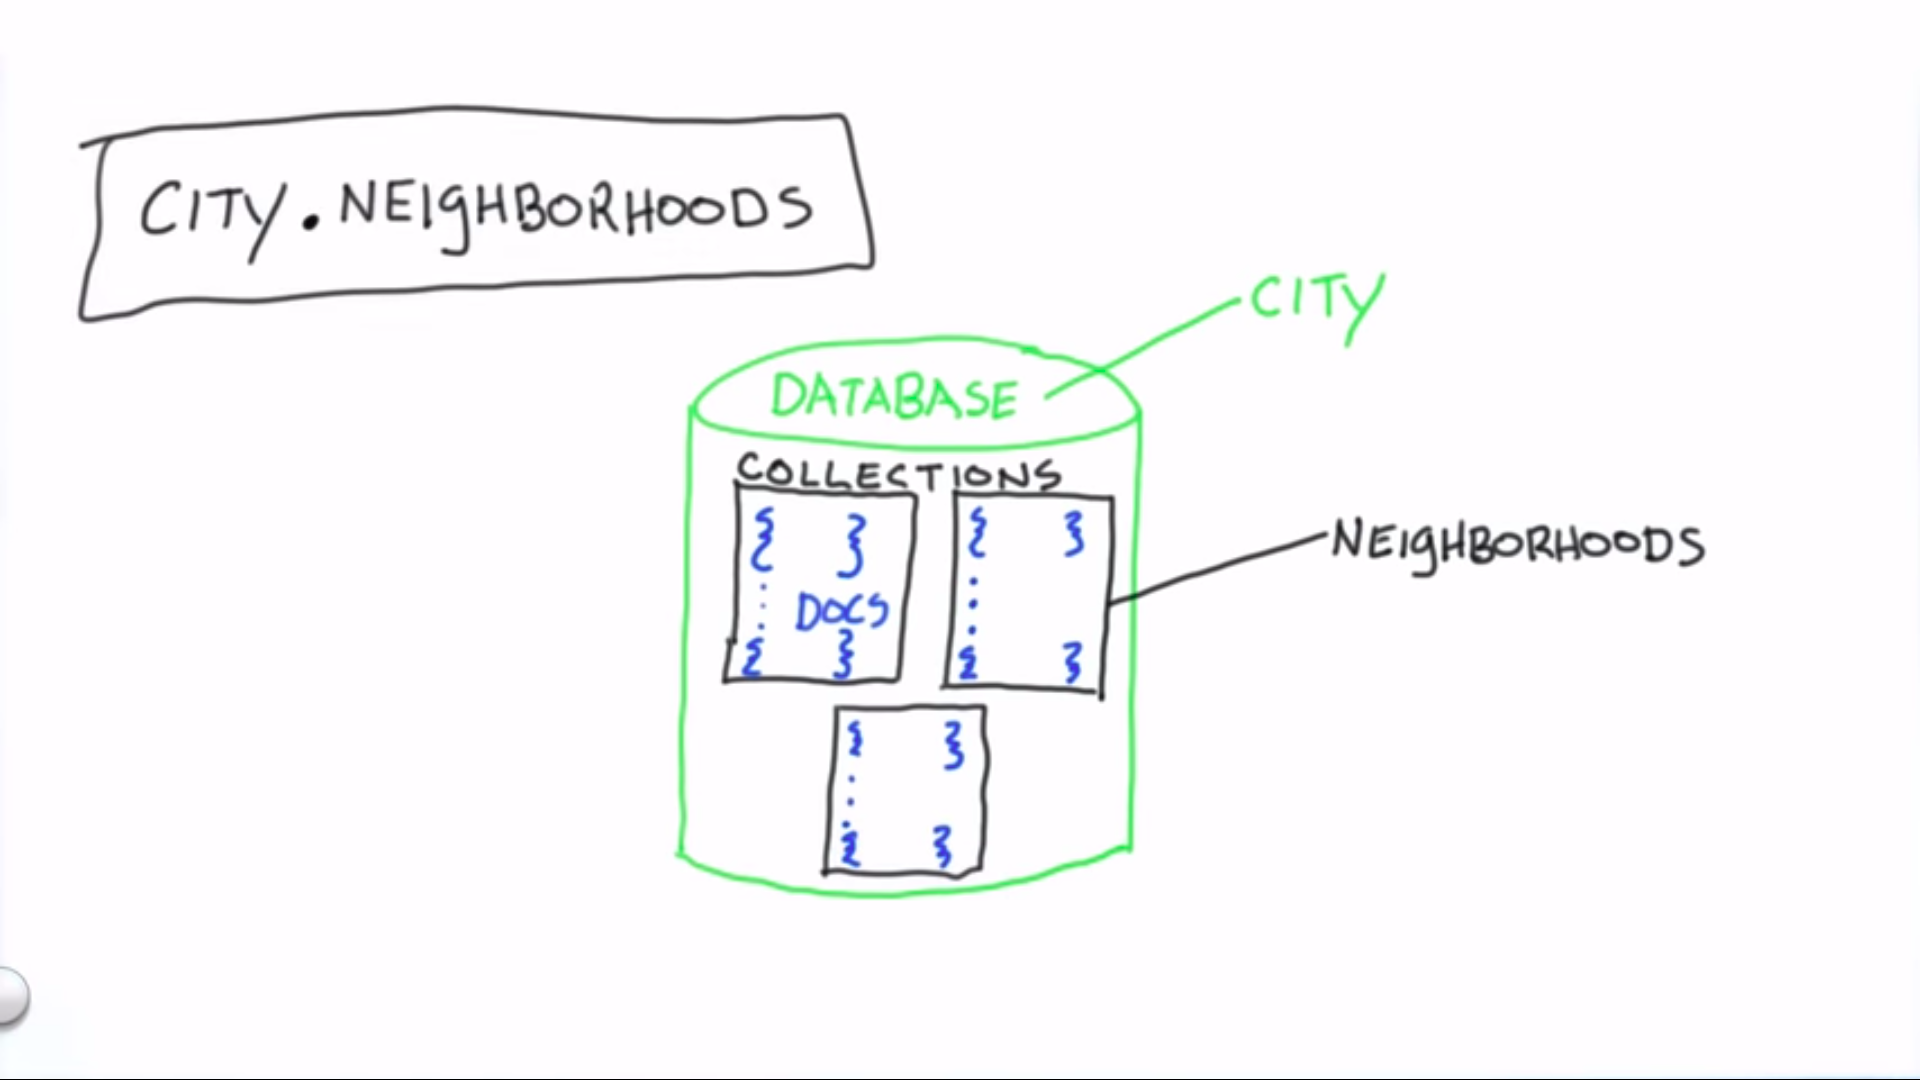 CITY.NEIGHBORHOODS
CITY
DATABASE
COLLECTIONS
{ }
DOCS
{ }
{ }
{ }
NEIGHBORHOODS
{ }
{ }